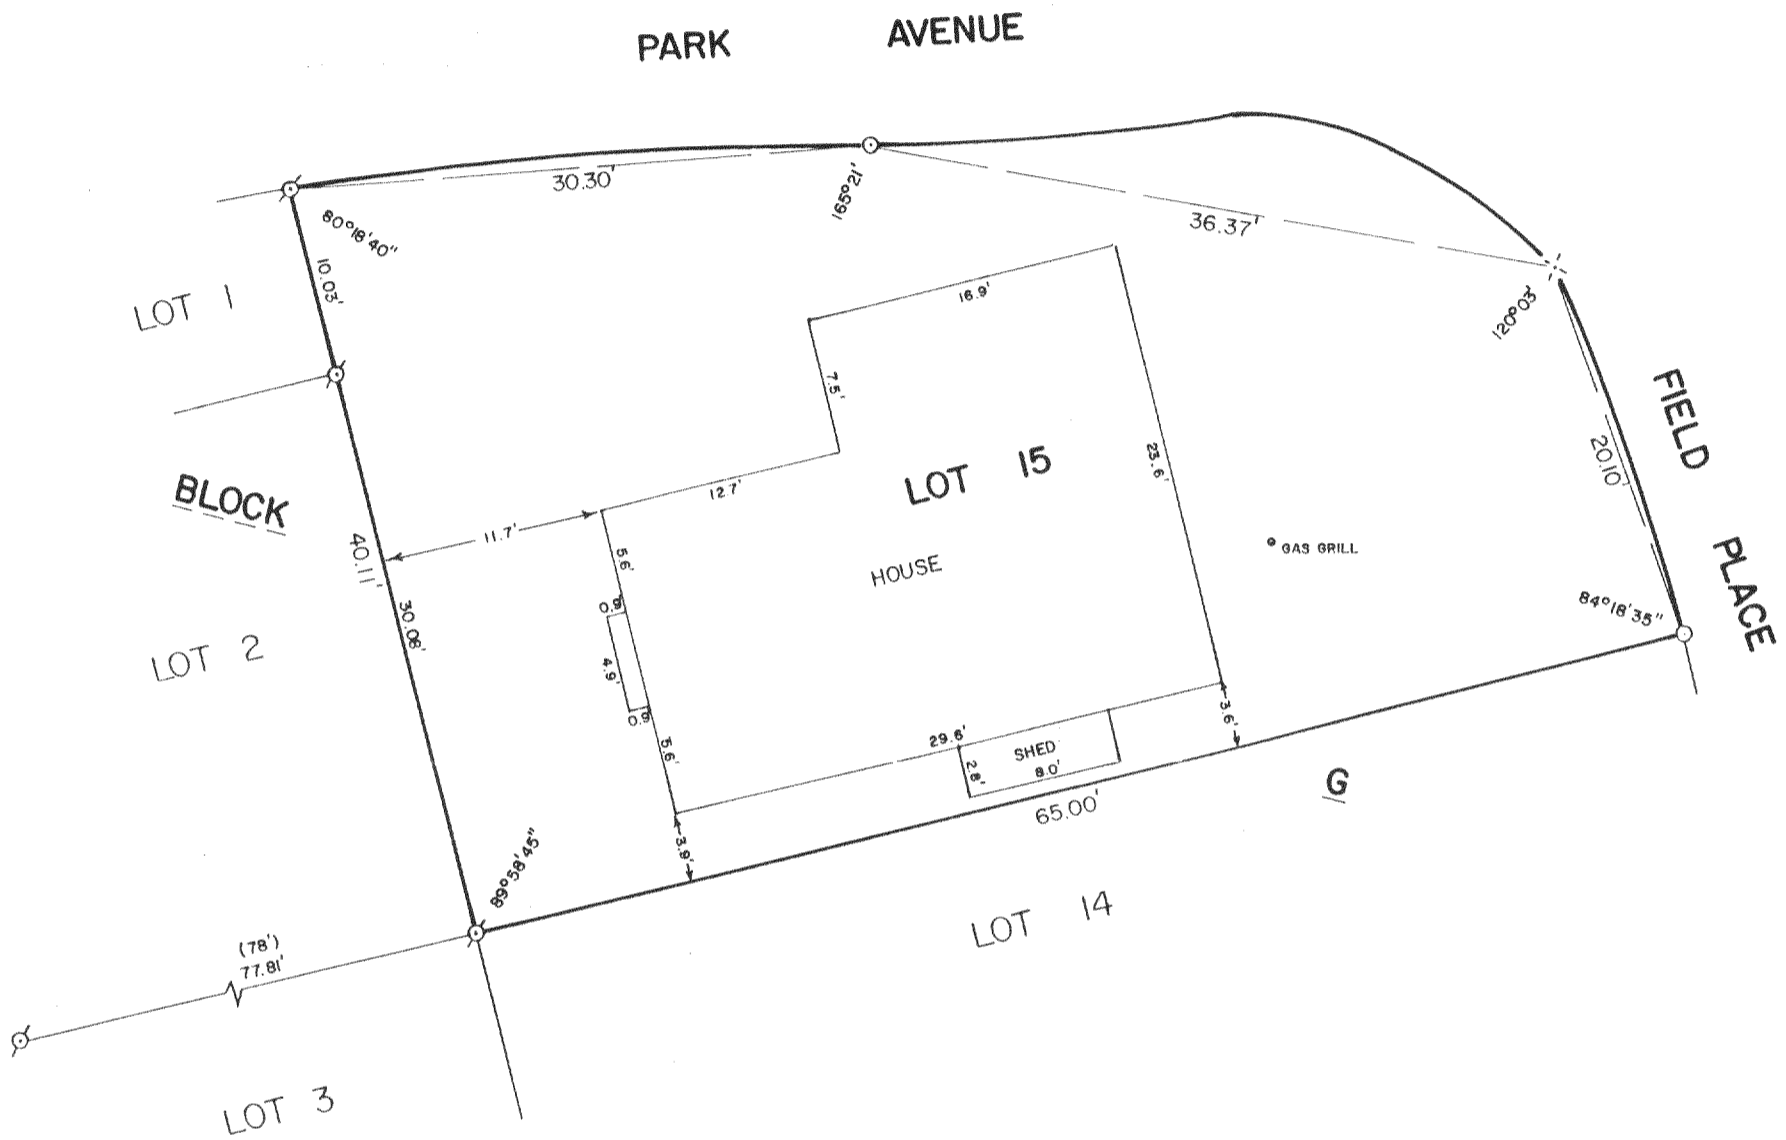 PARK AVENUE
30.30'
165°21'
36.37'
80°18'40"
10.03'
LOT 1
16.9'
120°03'
7.5'
FIELD PLACE
20.10'
LOT 15
23.6'
12.7'
BLOCK
11.7'
40.11'
5.6'
GAS GRILL
HOUSE
30.08'
0.9'
84°18'35"
LOT 2
4.9'
0.9'
3.6'
29.6'
5.6'
SHED
2.8'
8.0'
G
65.00'
3.9'
89°58'45"
LOT 14
(78')
77.81'
LOT 3